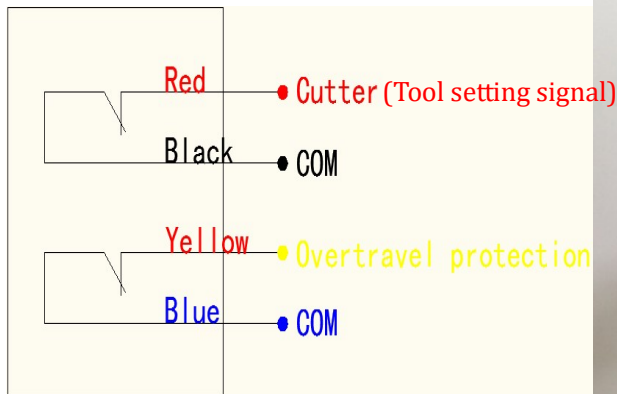 Red Cutter (Tool setting signal)
Black COM
Yellow Overtravel protection
Blue COM